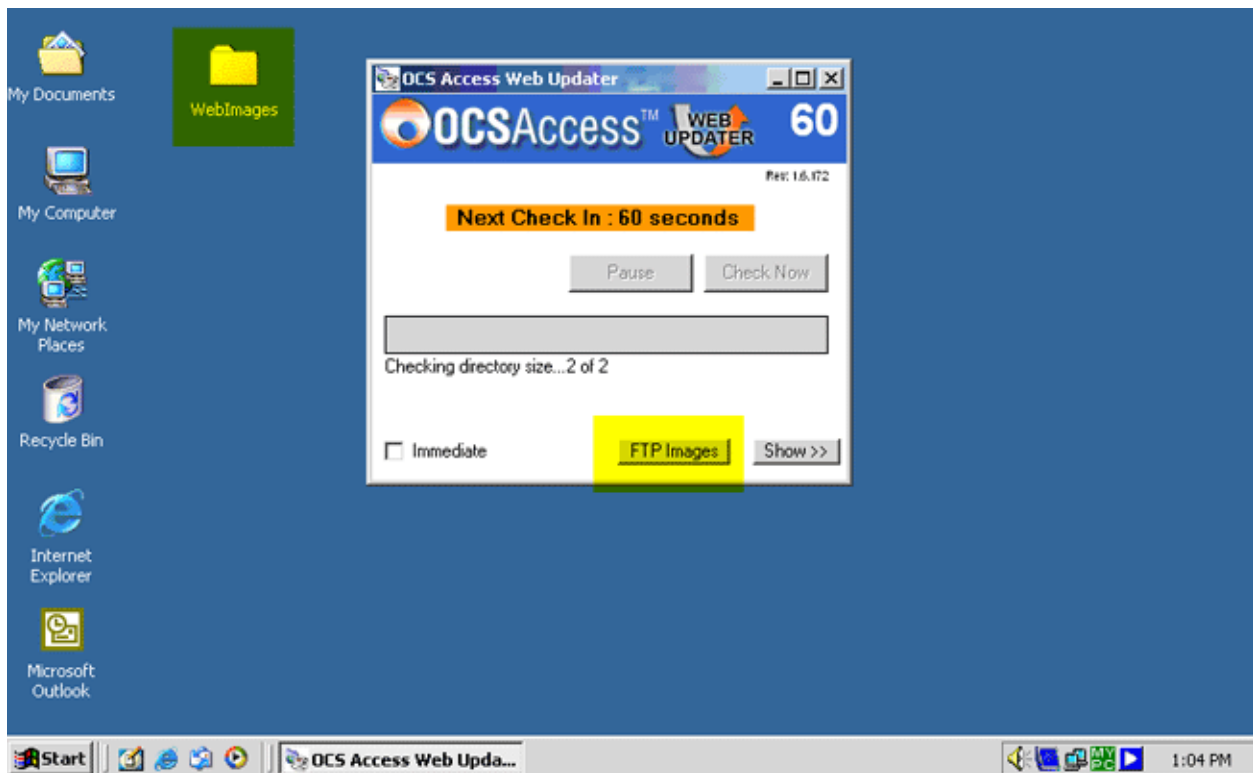 My Documents
WebImages
My Computer
My Network
Places
Recycle Bin
Internet
Explorer
Microsoft
Outlook
OCS Access Web Updater
OCSAccess™ WEB
UPDATER
60
Rev: 1.6.172
Next Check In : 60 seconds
Pause
Check Now
Checking directory size...2 of 2
Immediate
FTP Images
Show >>
Start
OCS Access Web Upda...
MY
PC
1:04 PM